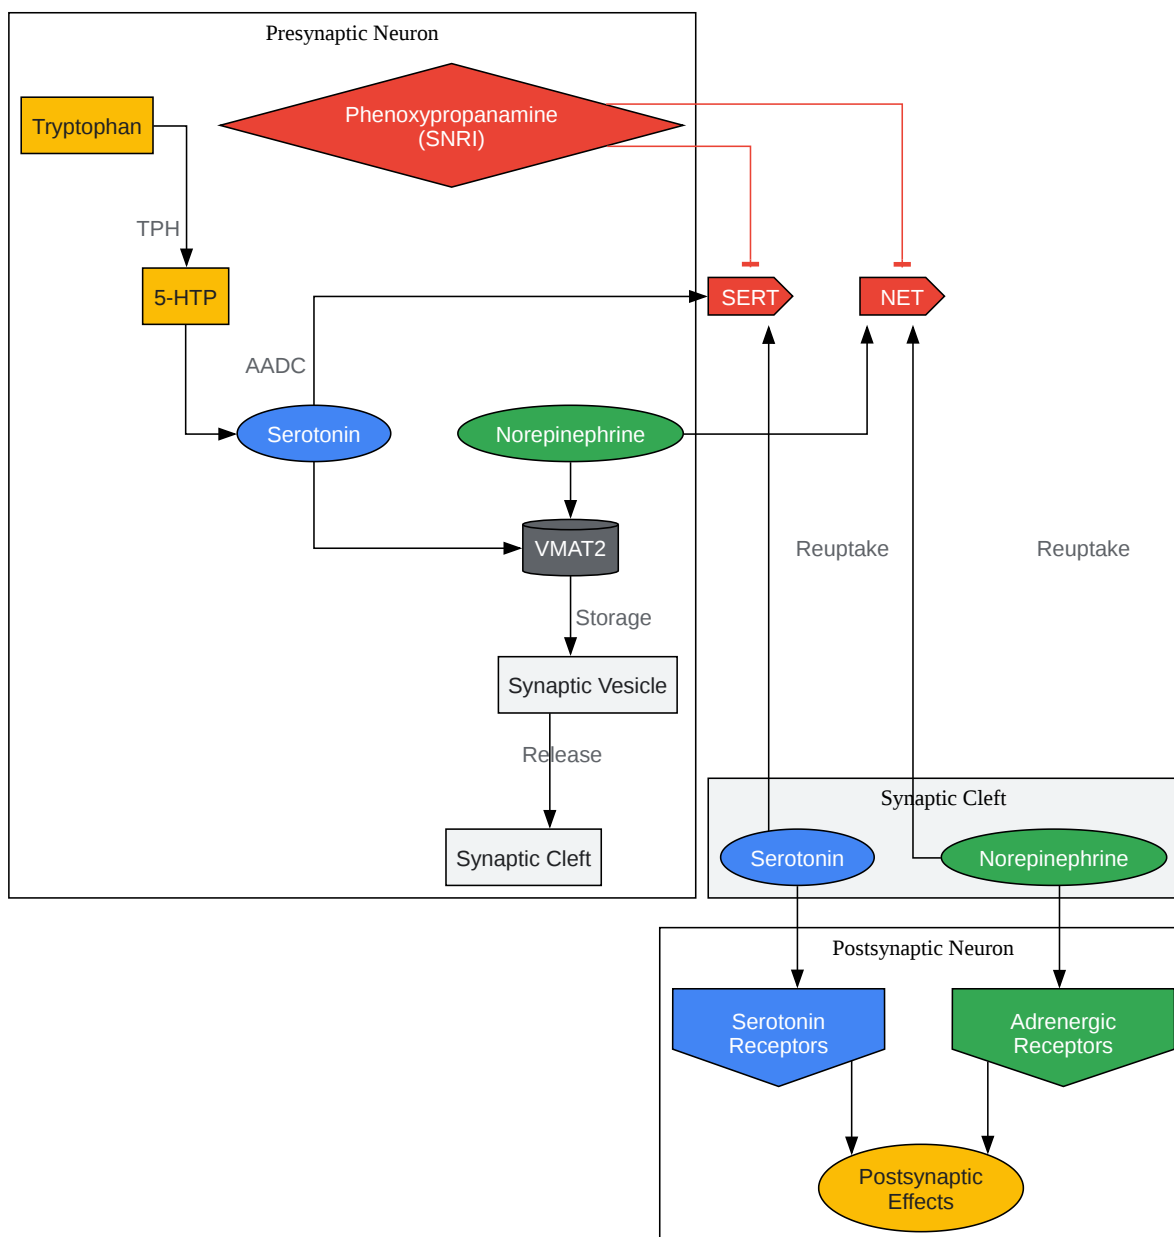 Presynaptic Neuron
Tryptophan
Phenoxypropanamine
(SNRI)
TPH
5-HTP
SERT
NET
AADC
Serotonin
Norepinephrine
VMAT2
Reuptake
Reuptake
Storage
Synaptic Vesicle
Release
Synaptic Cleft
Synaptic Cleft
Serotonin
Norepinephrine
Postsynaptic Neuron
Serotonin
Receptors
Adrenergic
Receptors
Postsynaptic
Effects